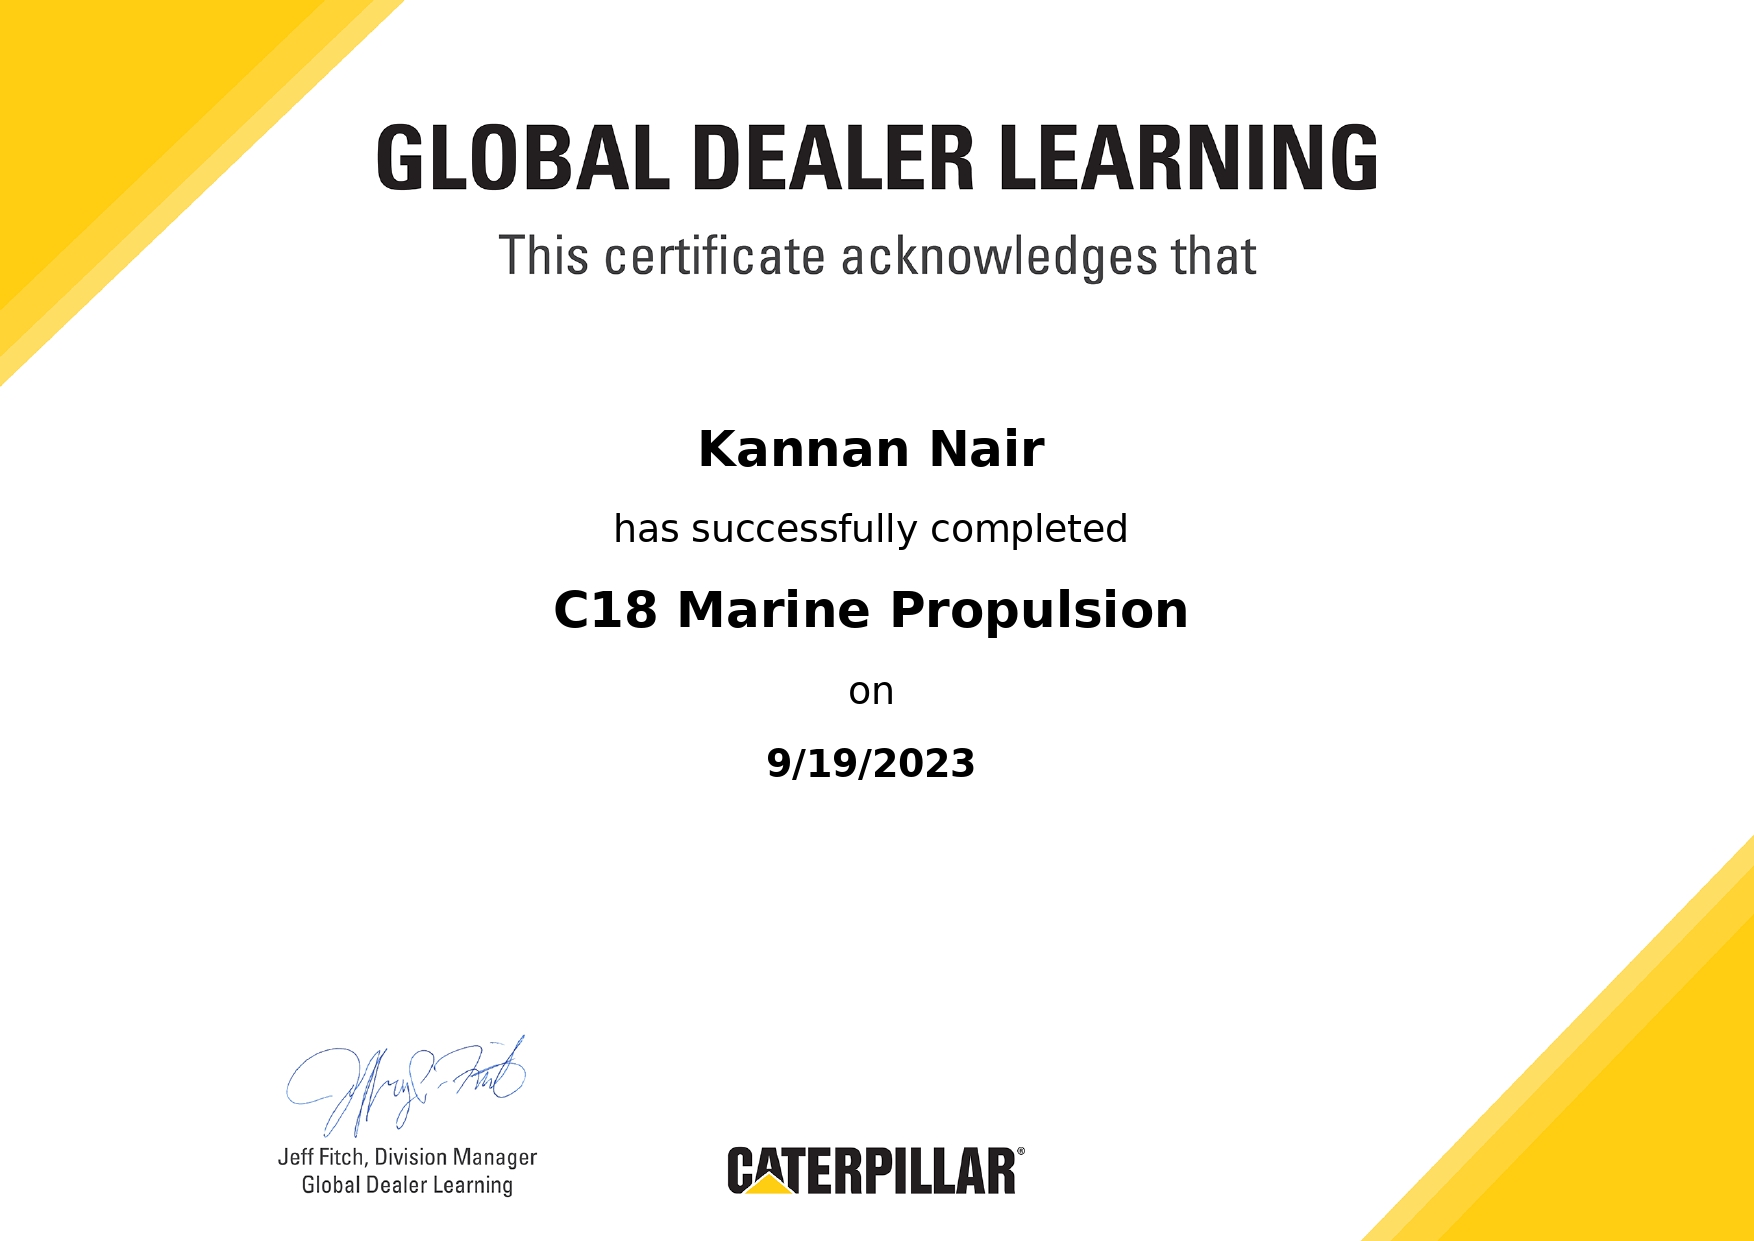 GLOBAL DEALER LEARNING
This certificate acknowledges that
Kannan Nair
has successfully completed
C18 Marine Propulsion
on
9/19/2023
Jeff Fitch, Division Manager
Global Dealer Learning
CATERPILLAR®